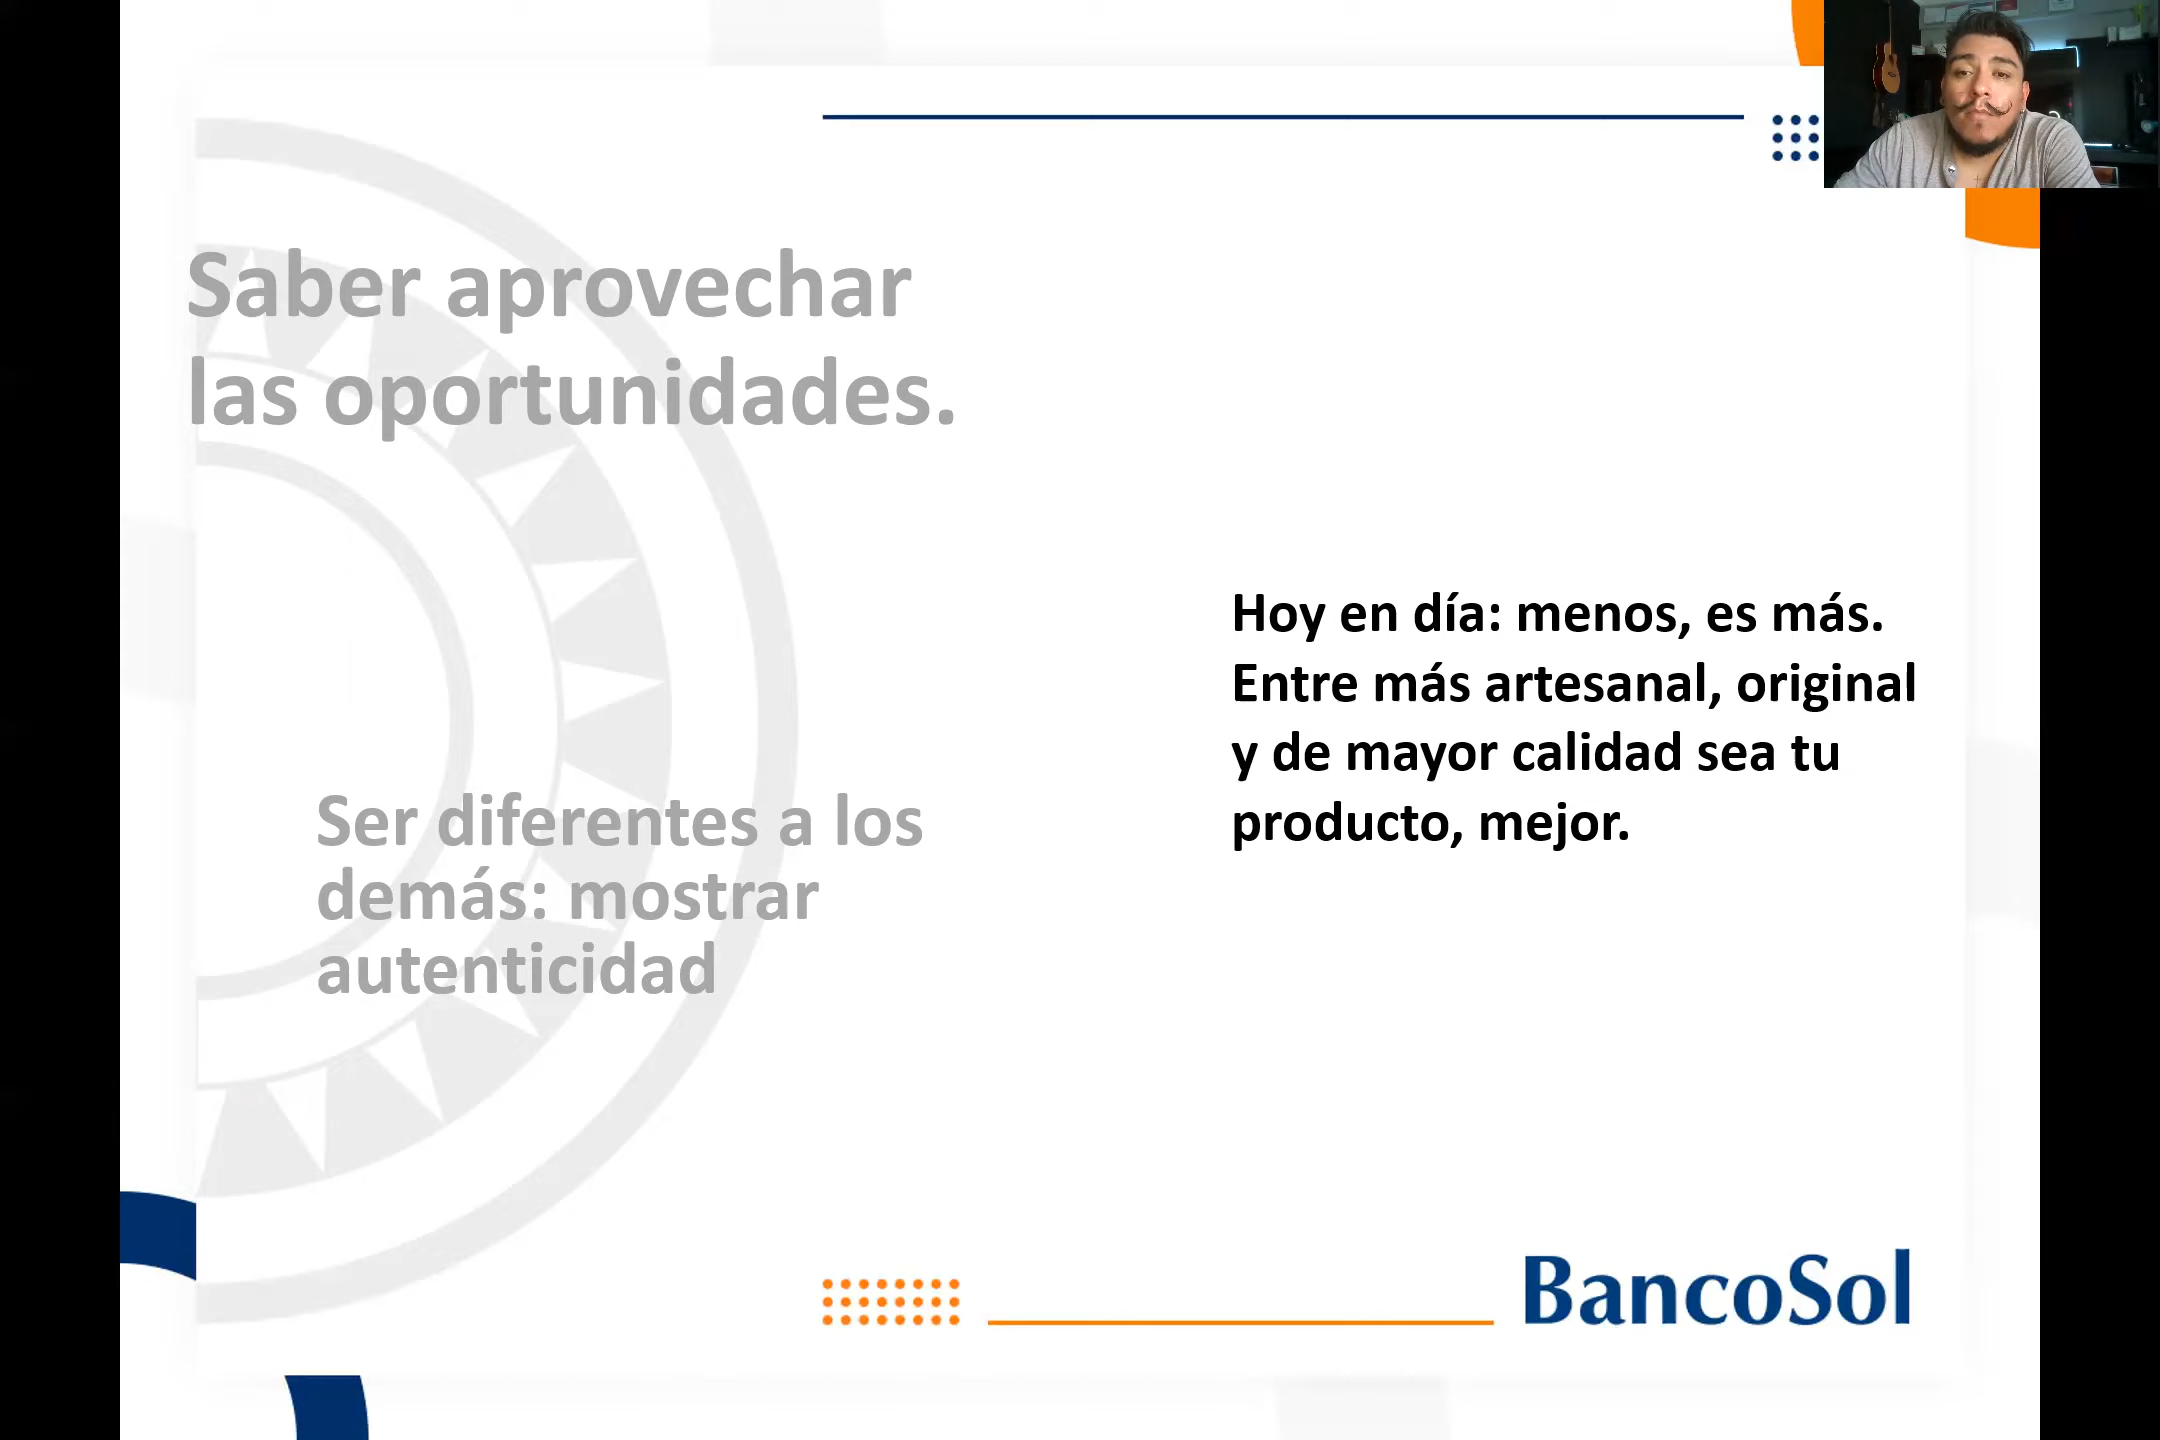 Saber aprovechar
las oportunidades.
Ser diferentes a los
demás: mostrar
autenticidad
Hoy en día: menos, es más.
Entre más artesanal, original
y de mayor calidad sea tu
producto, mejor.
BancoSol